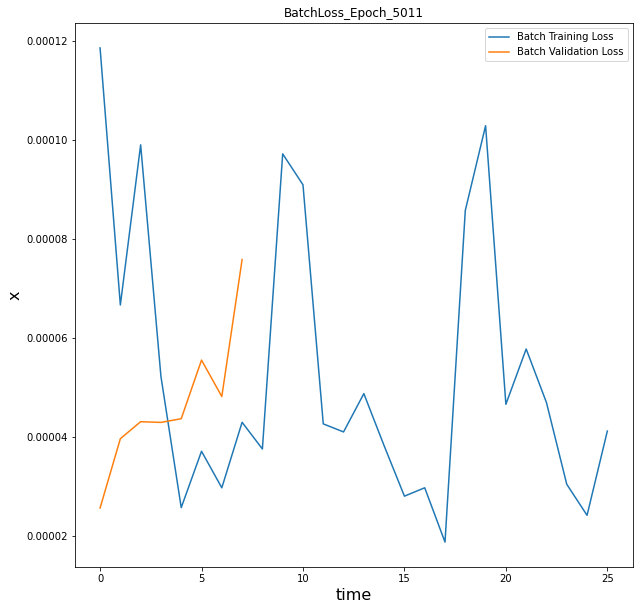 BatchLoss_Epoch_5011
Batch Training Loss
Batch Validation Loss
0.00012
0.00010
0.00008
0.00006
0.00004
0.00002
x
0 5 10 15 20 25
time